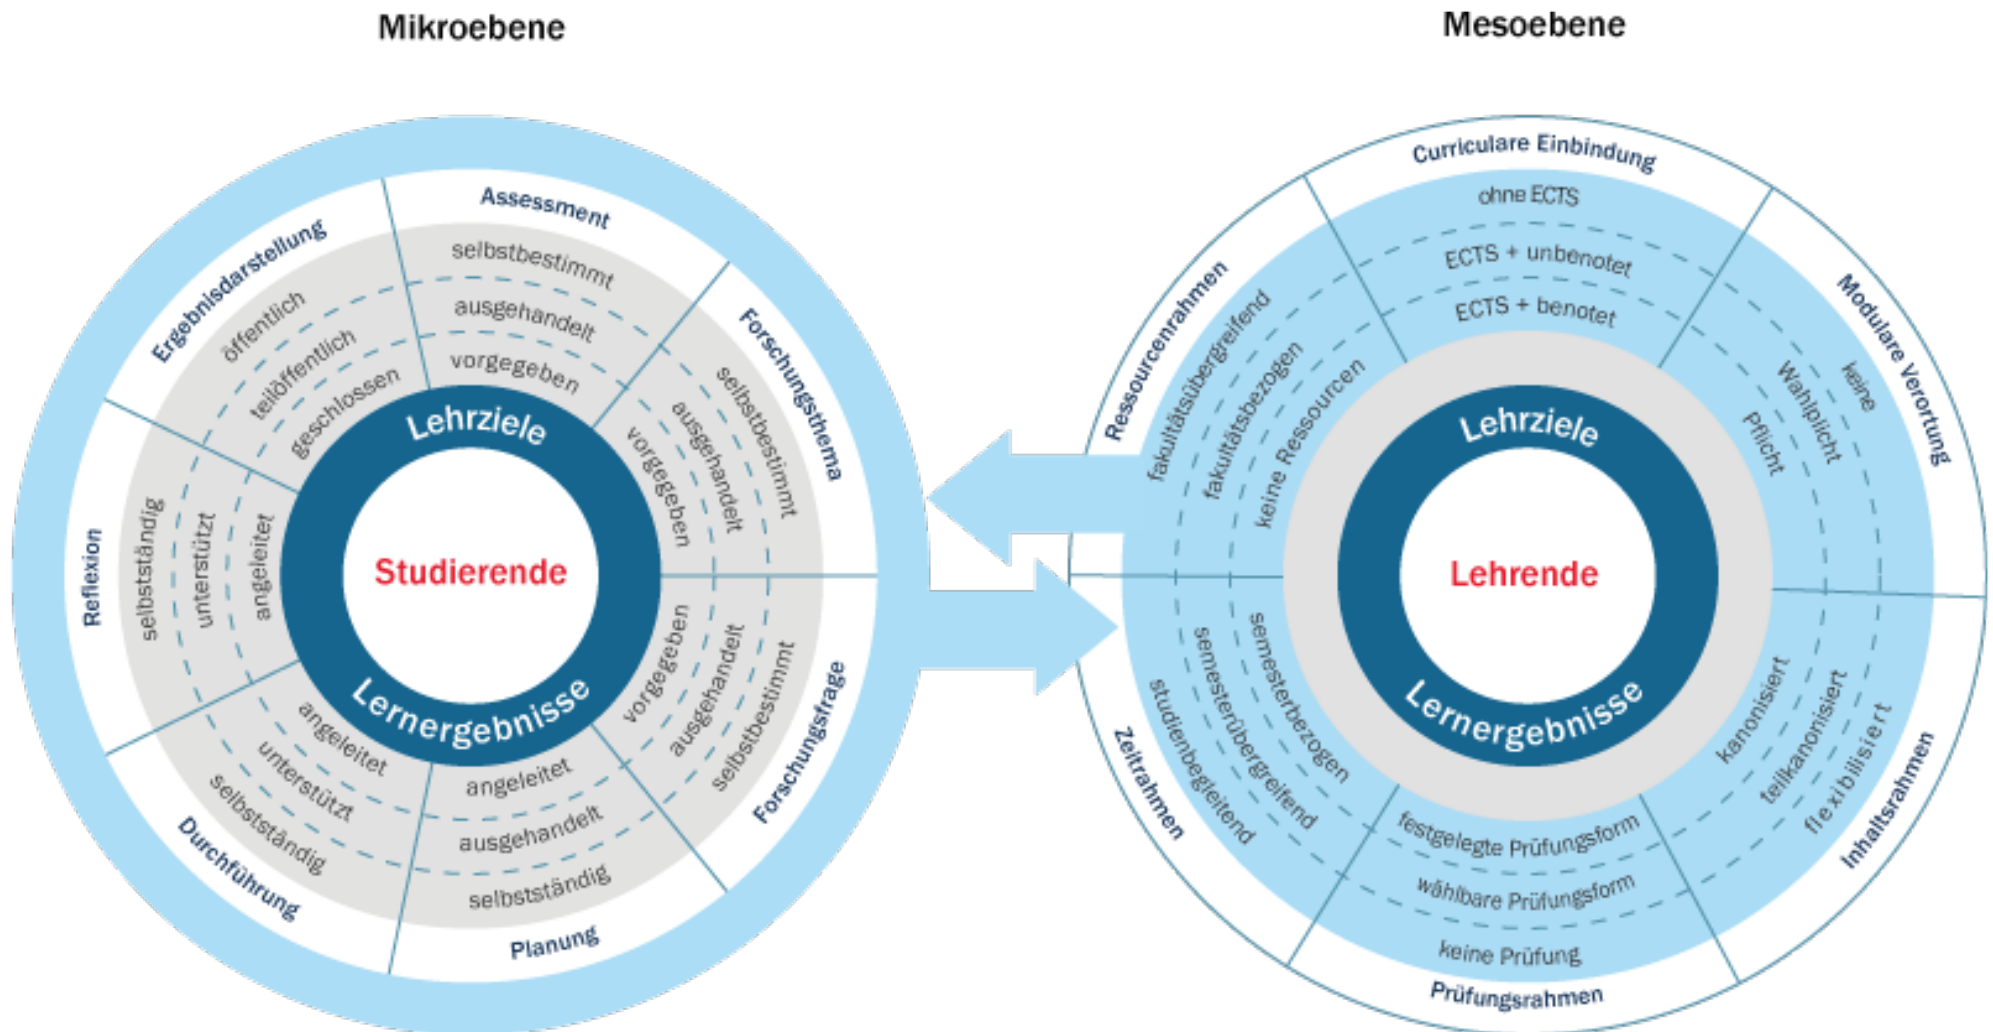 Mikroebene
Assessment
selbstbestimmt
ausgehandelt
vorgegeben
Forschungsthema
selbstbestimmt
ausgehandelt
vorgegeben
Forschungsfrage
selbstbestimmt
ausgehandelt
vorgegeben
Planung
selbstständig
ausgehandelt
angeleitet
Durchführung
selbstständig
unterstützt
angeleitet
Reflexion
selbstständig
unterstützt
angeleitet
Ergebnisdarstellung
öffentlich
teilöffentlich
geschlossen
Lehrziele
Studierende
Lernergebnisse
Mesoebene
Curriculare Einbindung
ohne ECTS
ECTS + unbenotet
ECTS + benotet
Modulare Verortung
keine
Wahlplicht
Pflicht
Inhaltsrahmen
flexibilisiert
teilkanonisiert
kanonisiert
Prüfungsrahmen
keine Prüfung
wählbare Prüfungsform
festgelegte Prüfungsform
Zeitrahmen
studienbegleitend
semesterübergreifend
semesterbezogen
Ressourcenrahmen
fakultätsübergreifend
fakultätsbezogen
keine Ressourcen
Lehrziele
Lehrende
Lernergebnisse